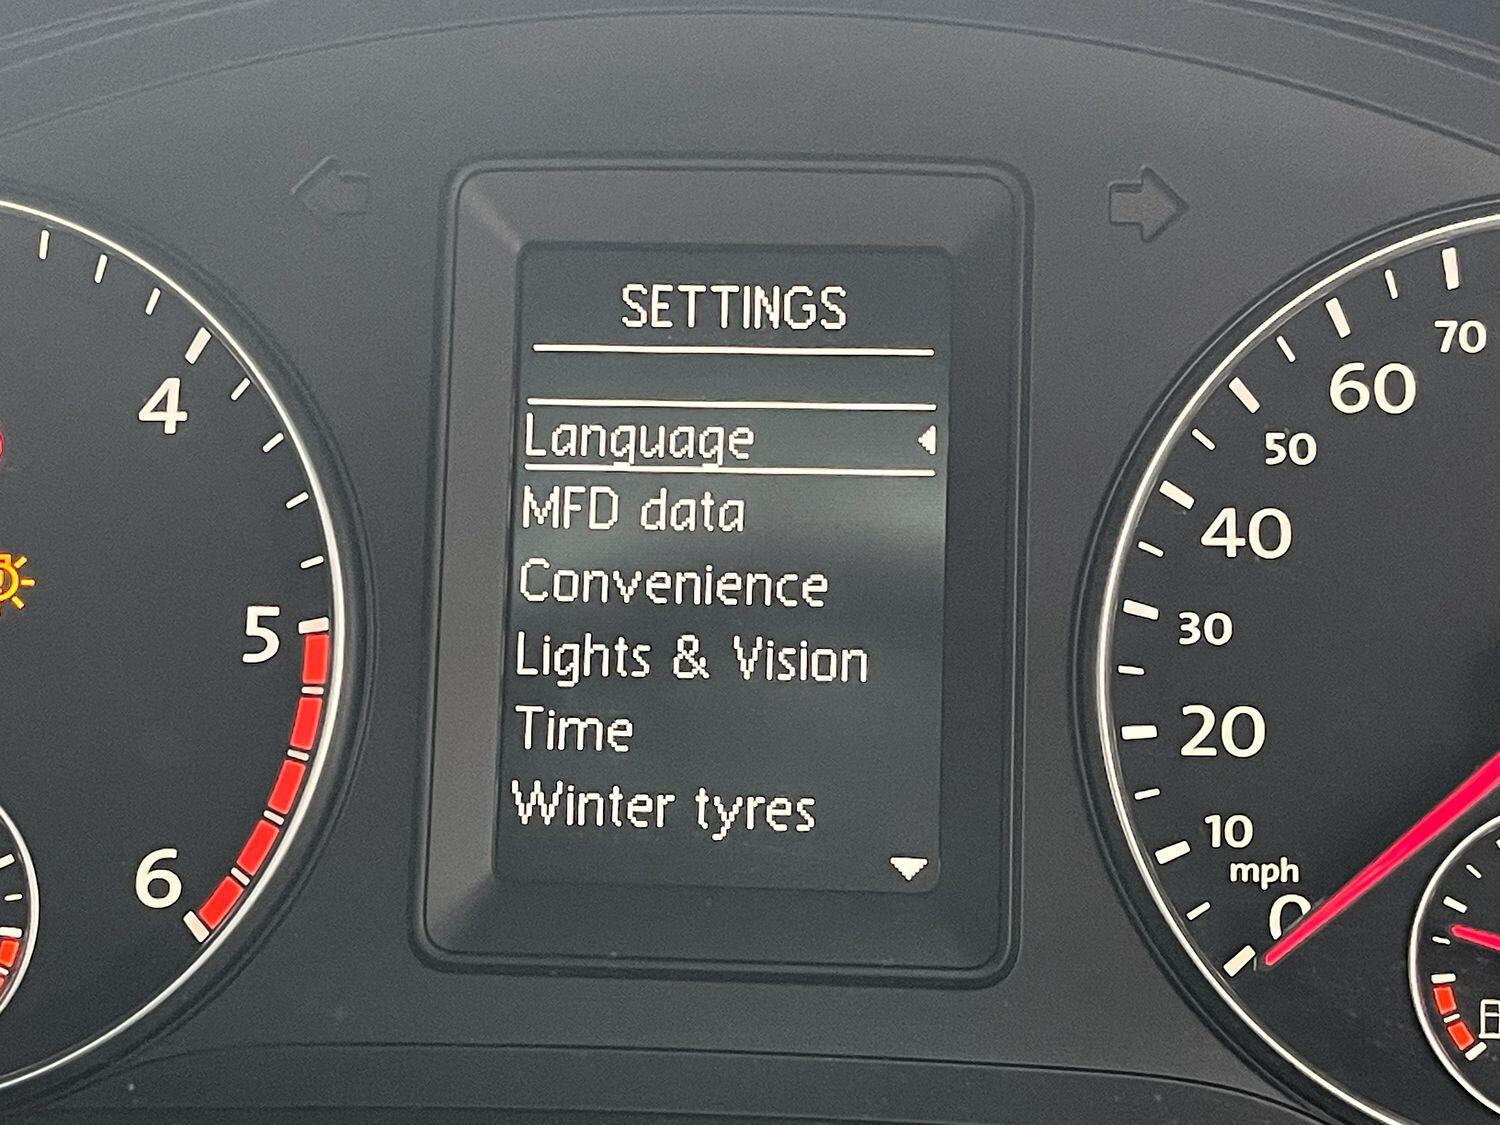 SETTINGS
Language
MFD data
Convenience
Lights & Vision
Time
Winter tyres
4
5
6
70
60
50
40
30
20
10
mph
0